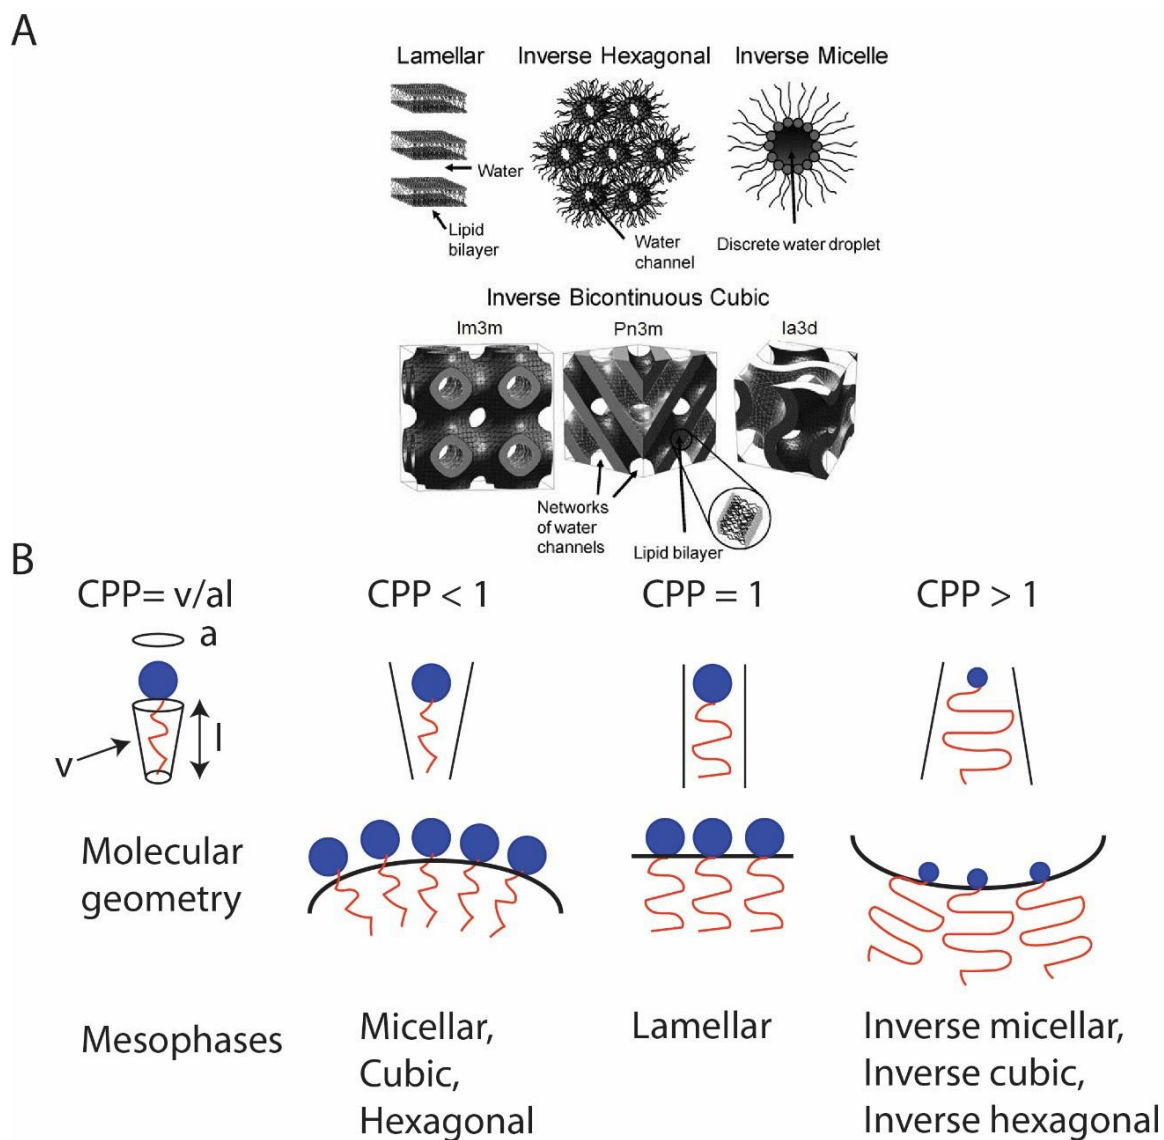 A
Lamellar
Inverse Hexagonal
Inverse Micelle
Water
Lipid
bilayer
Water
channel
Discrete water droplet
Inverse Bicontinuous Cubic
Im3m
Pn3m
Ia3d
Networks
of water
channels
Lipid bilayer
B
CPP= v/al
CPP < 1
CPP = 1
CPP > 1
a
l
v
Molecular
geometry
Mesophases
Micellar,
Cubic,
Hexagonal
Lamellar
Inverse micellar,
Inverse cubic,
Inverse hexagonal